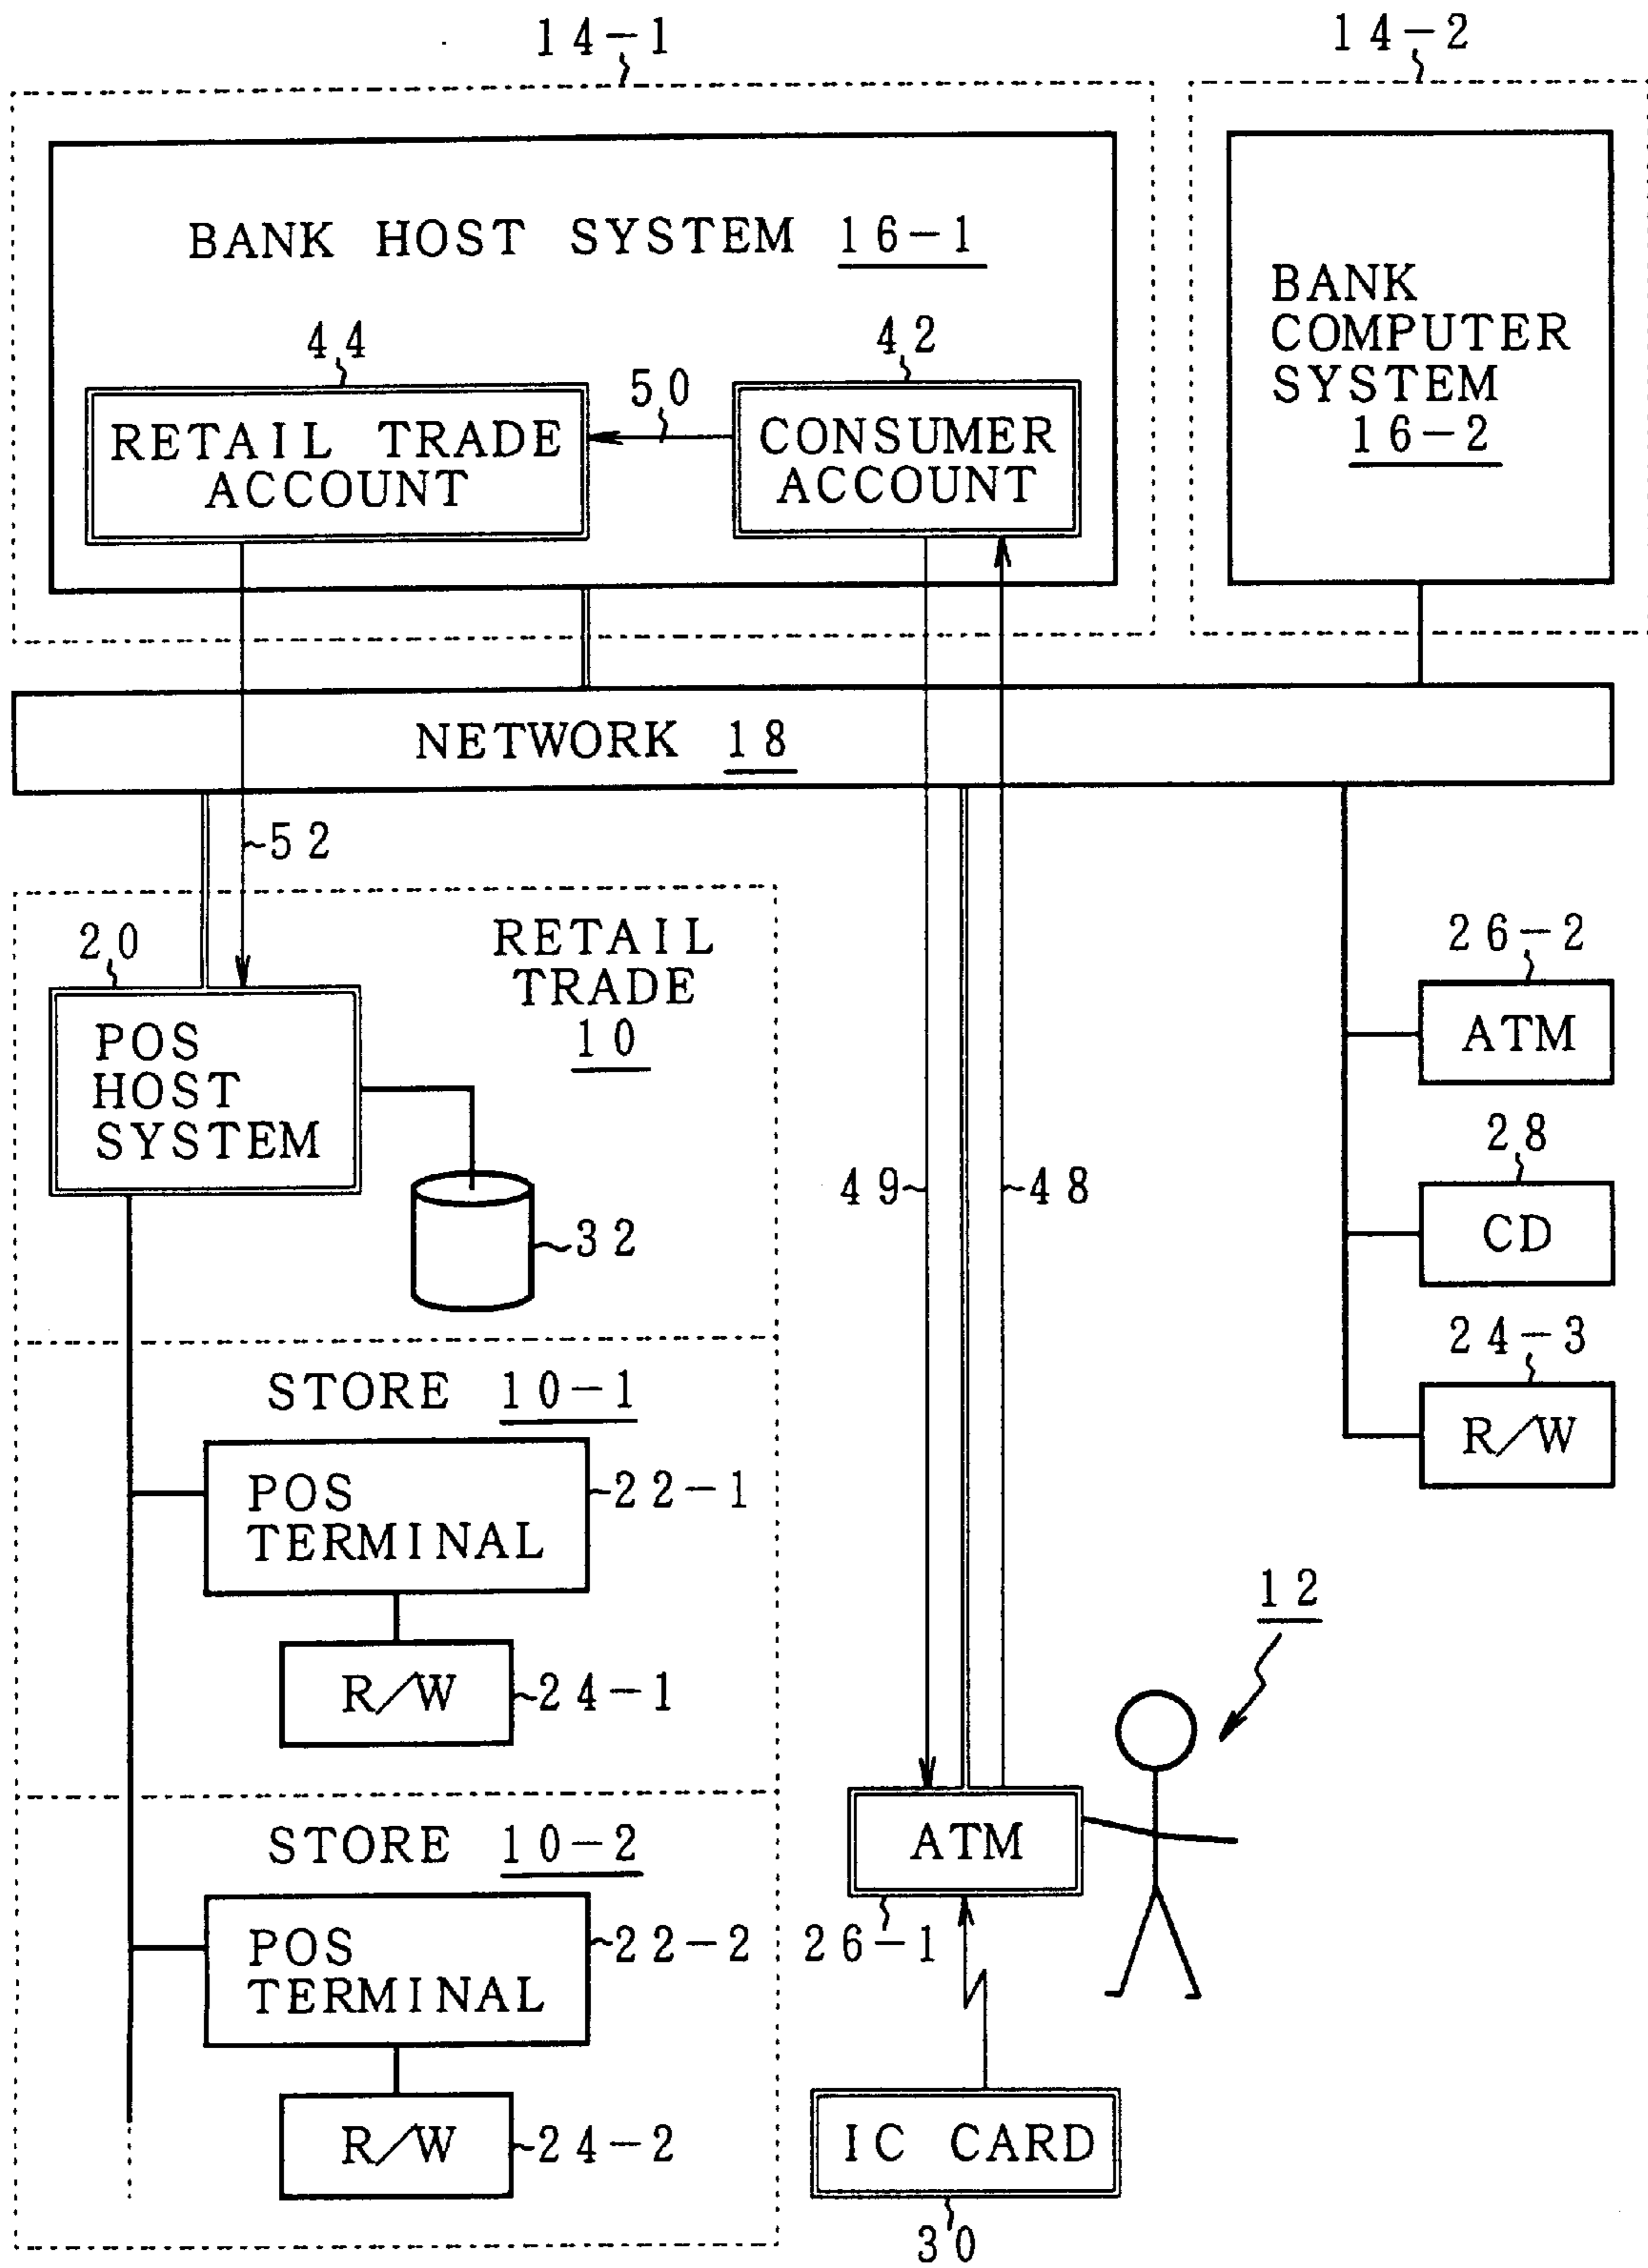 14-1
14-2
BANK HOST SYSTEM 16-1
BANK
COMPUTER
SYSTEM
16-2
44
42
50
RETAIL TRADE
ACCOUNT
CONSUMER
ACCOUNT
NETWORK 18
52
20
RETAIL
TRADE
10
POS
HOST
SYSTEM
32
49
48
26-2
ATM
28
CD
24-3
R/W
STORE 10-1
POS
TERMINAL
22-1
R/W
24-1
12
STORE 10-2
POS
TERMINAL
22-2
R/W
24-2
ATM
26-1
IC CARD
30